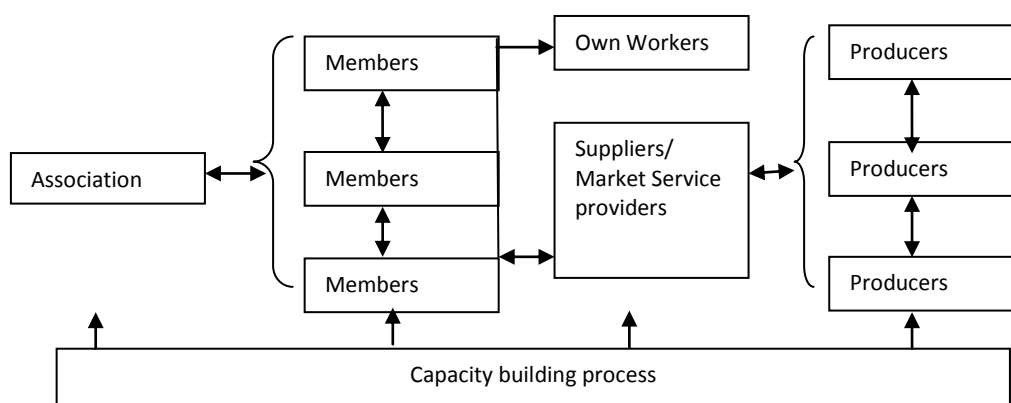 Own Workers
Members
Producers
Association
Members
Suppliers/
Market Service
providers
Producers
Members
Producers
Capacity building process